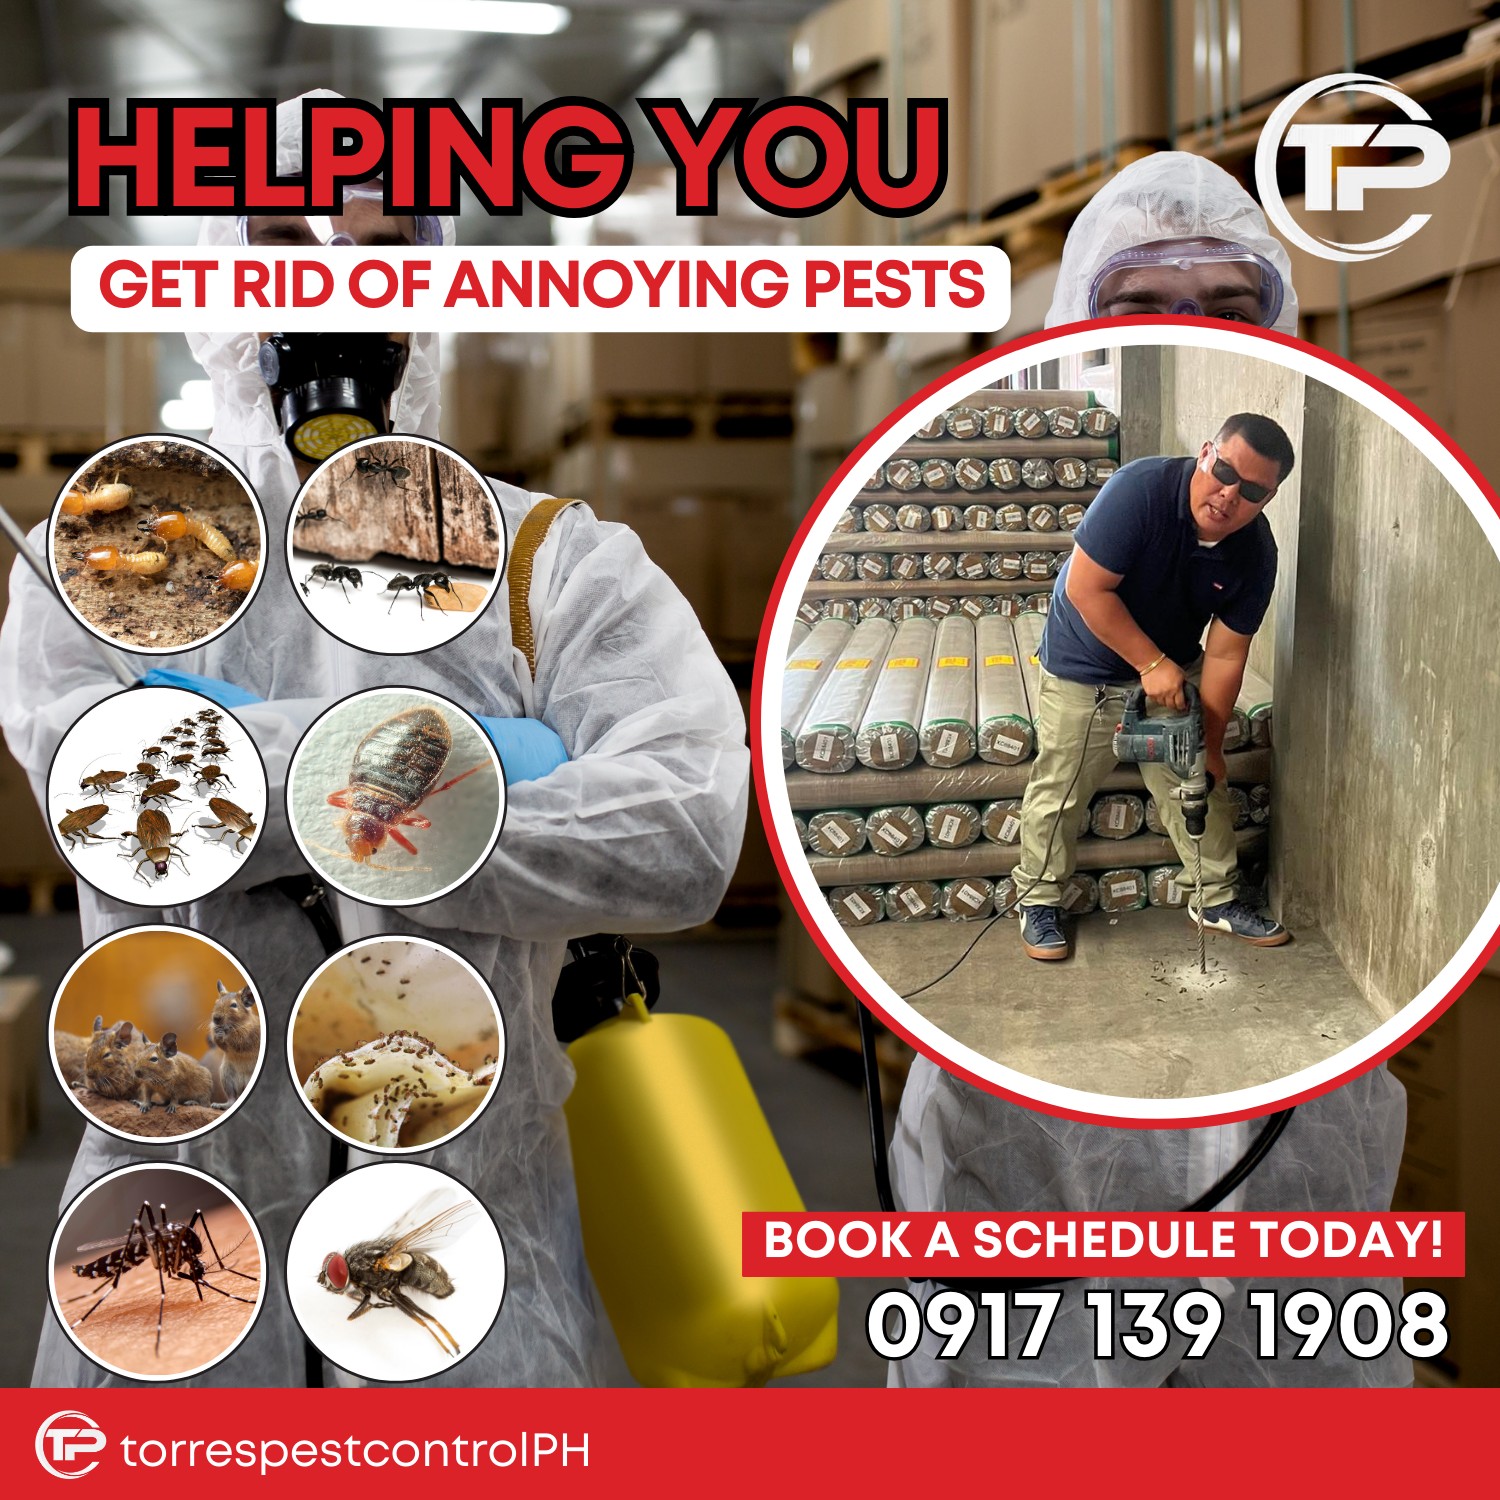 HELPING YOU
GET RID OF ANNOYING PESTS
TP
BOOK A SCHEDULE TODAY!
0917 139 1908
TP torrespestcontrolPH